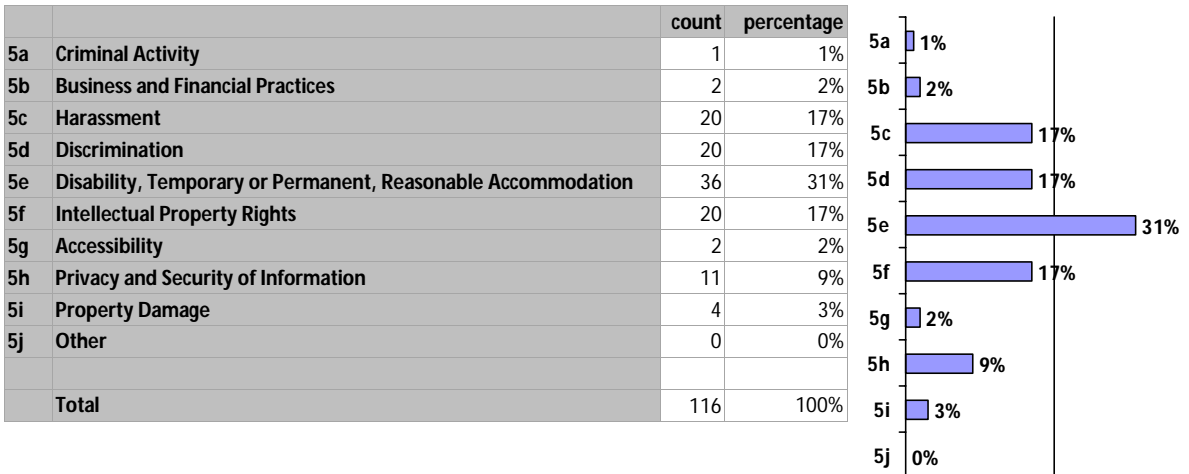 count percentage
5a Criminal Activity 1 1%
5b Business and Financial Practices 2 2%
5c Harassment 20 17%
5d Discrimination 20 17%
5e Disability, Temporary or Permanent, Reasonable Accommodation 36 31%
5f Intellectual Property Rights 20 17%
5g Accessibility 2 2%
5h Privacy and Security of Information 11 9%
5i Property Damage 4 3%
5j Other 0 0%
Total 116 100%
5a 1%
5b 2%
5c 17%
5d 17%
5e 31%
5f 17%
5g 2%
5h 9%
5i 3%
5j 0%